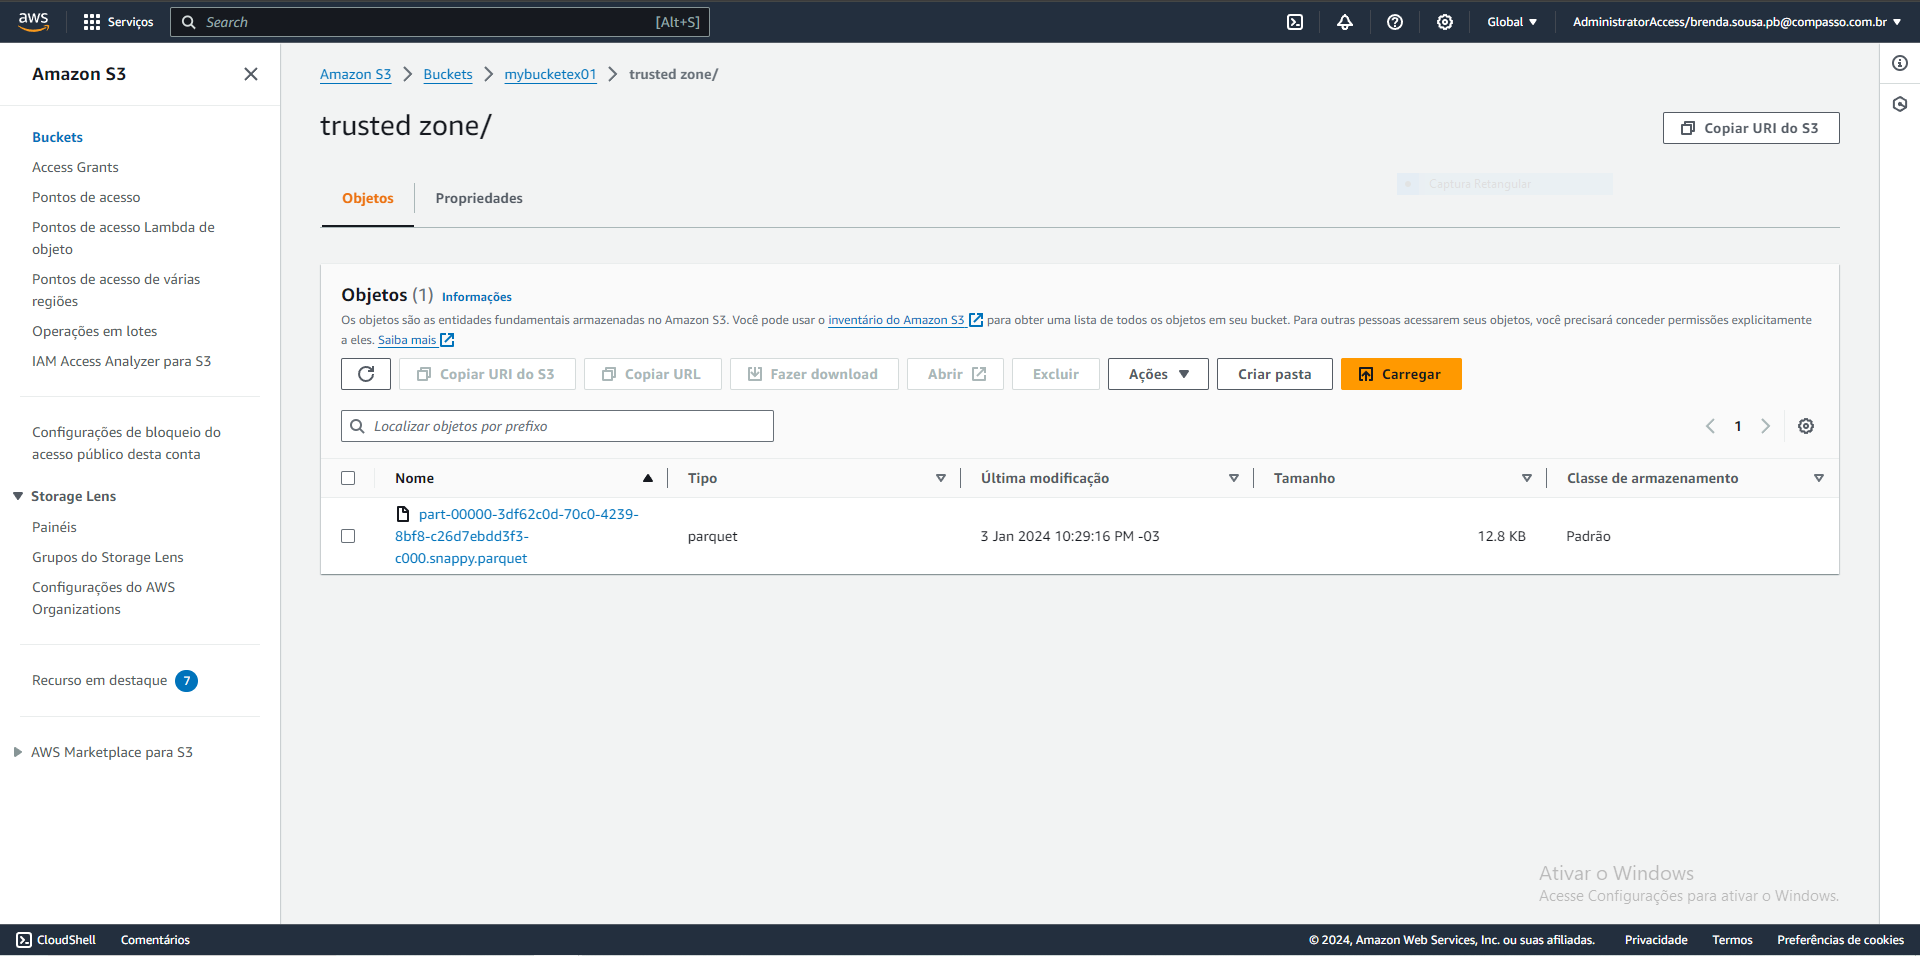 aws
Serviços
Search
[Alt+S]
Global
AdministratorAccess/brenda.sousa.pb@compasso.com.br
Amazon S3
Buckets
Access Grants
Pontos de acesso
Pontos de acesso Lambda de
objeto
Pontos de acesso de várias
regiões
Operações em lotes
IAM Access Analyzer para S3
Configurações de bloqueio do
acesso público desta conta
Storage Lens
Painéis
Grupos do Storage Lens
Configurações do AWS
Organizations
Recurso em destaque 7
AWS Marketplace para S3
Amazon S3
Buckets
mybucketex01
trusted zone/
trusted zone/
Copiar URI do S3
Captura Retangular
Objetos
Propriedades
Objetos (1) Informações
Os objetos são as entidades fundamentais armazenadas no Amazon S3. Você pode usar o inventário do Amazon S3 para obter uma lista de todos os objetos em seu bucket. Para outras pessoas acessarem seus objetos, você precisará conceder permissões explicitamente
a eles. Saiba mais
Copiar URI do S3
Copiar URL
Fazer download
Abrir
Excluir
Ações
Criar pasta
Carregar
Localizar objetos por prefixo
1
Nome
Tipo
Última modificação
Tamanho
Classe de armazenamento
part-00000-3df62c0d-70c0-4239-
8bf8-c26d7ebdd3f3-
c000.snappy.parquet
parquet
3 Jan 2024 10:29:16 PM -03
12.8 KB
Padrão
Ativar o Windows
Acesse Configurações para ativar o Windows.
CloudShell
Comentários
© 2024, Amazon Web Services, Inc. ou suas afiliadas.
Privacidade
Termos
Preferências de cookies